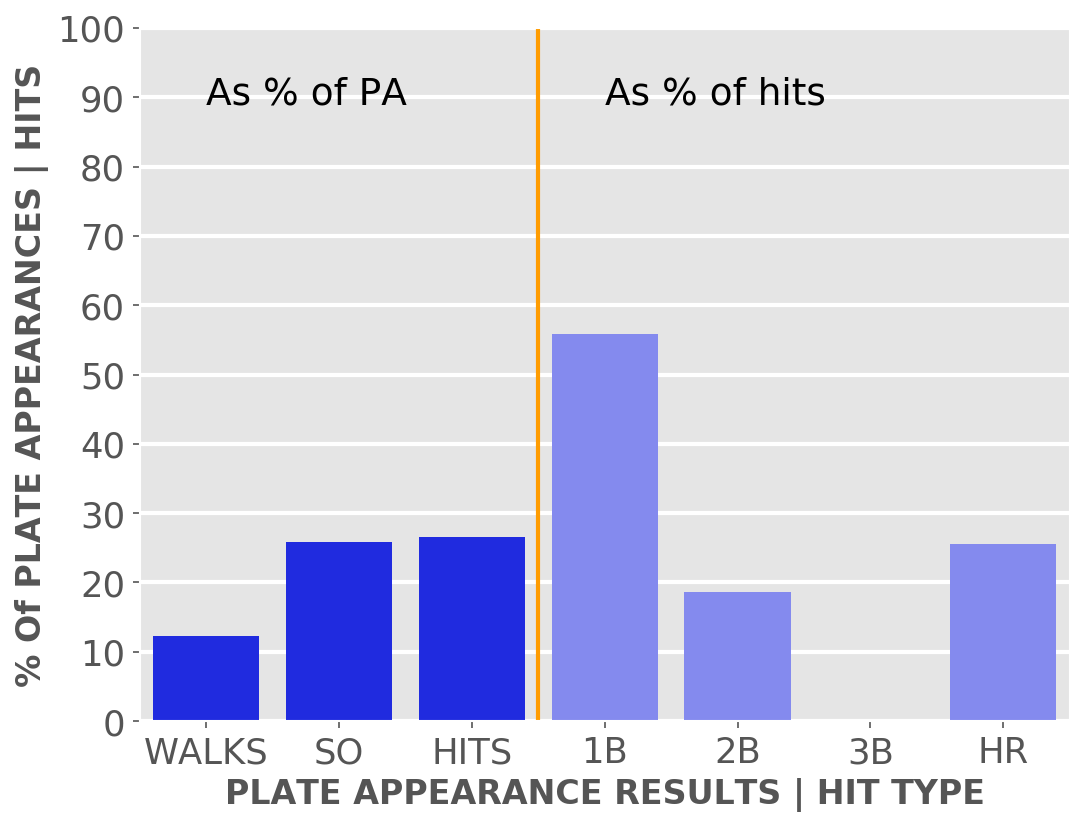 % Of PLATE APPEARANCES | HITS
100
90
80
70
60
50
40
30
20
10
0
As % of PA
As % of hits
WALKS SO HITS 1B 2B 3B HR
PLATE APPEARANCE RESULTS | HIT TYPE